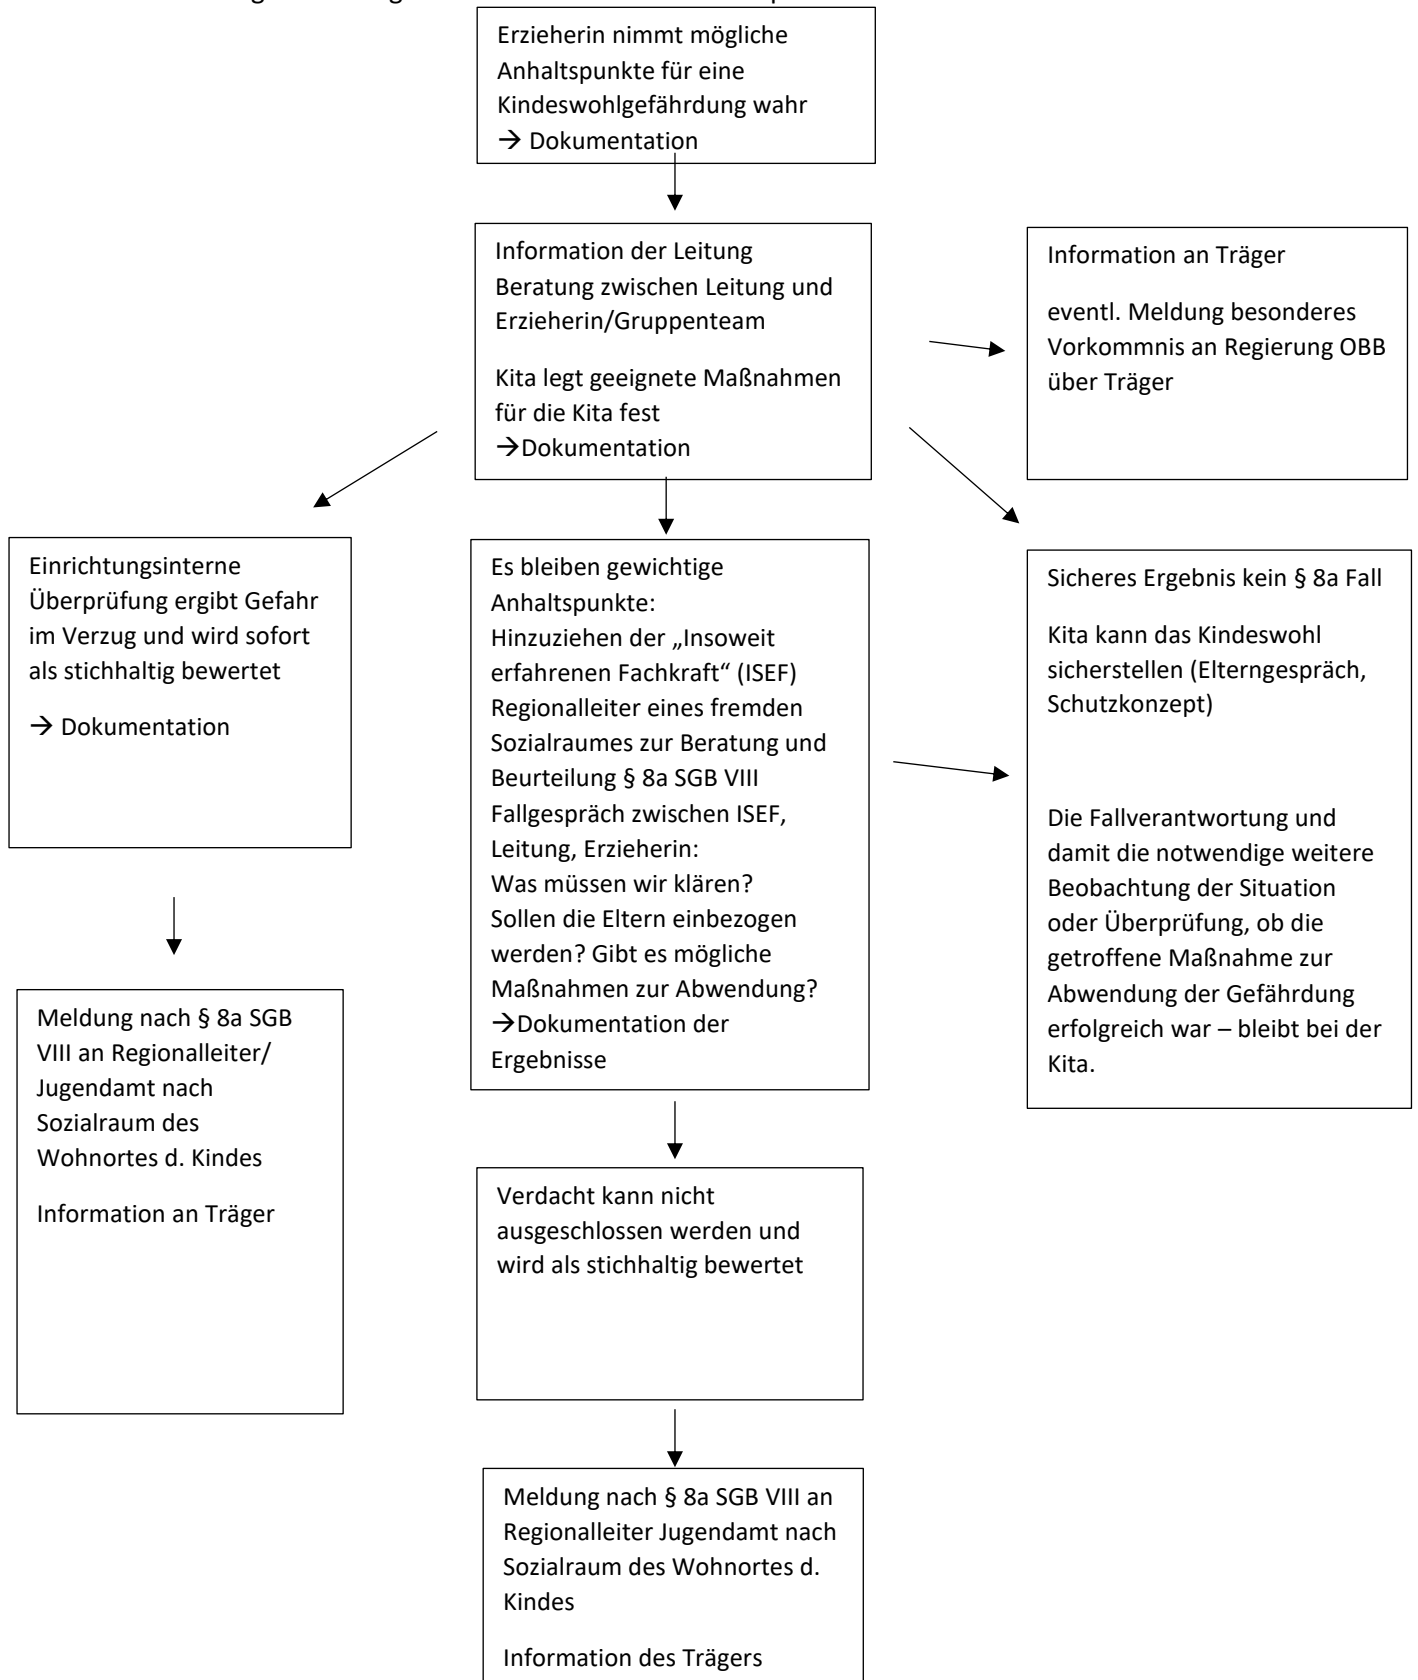 Erzieherin nimmt mögliche
Anhaltspunkte für eine
Kindeswohlgefährdung wahr
→ Dokumentation
Information der Leitung
Beratung zwischen Leitung und
Erzieherin/Gruppenteam
Kita legt geeignete Maßnahmen
für die Kita fest
→Dokumentation
Information an Träger
eventl. Meldung besonderes
Vorkommnis an Regierung OBB
über Träger
Einrichtungsinterne
Überprüfung ergibt Gefahr
im Verzug und wird sofort
als stichhaltig bewertet
→ Dokumentation
Es bleiben gewichtige
Anhaltspunkte:
Hinzuziehen der „Insoweit
erfahrenen Fachkraft“ (ISEF)
Regionalleiter eines fremden
Sozialraumes zur Beratung und
Beurteilung § 8a SGB VIII
Fallgespräch zwischen ISEF,
Leitung, Erzieherin:
Was müssen wir klären?
Sollen die Eltern einbezogen
werden? Gibt es mögliche
Maßnahmen zur Abwendung?
→Dokumentation der
Ergebnisse
Sicheres Ergebnis kein § 8a Fall
Kita kann das Kindeswohl
sicherstellen (Elterngespräch,
Schutzkonzept)
Die Fallverantwortung und
damit die notwendige weitere
Beobachtung der Situation
oder Überprüfung, ob die
getroffene Maßnahme zur
Abwendung der Gefährdung
erfolgreich war – bleibt bei der
Kita.
Meldung nach § 8a SGB
VIII an Regionalleiter/
Jugendamt nach
Sozialraum des
Wohnortes d. Kindes
Information an Träger
Verdacht kann nicht
ausgeschlossen werden und
wird als stichhaltig bewertet
Meldung nach § 8a SGB VIII an
Regionalleiter Jugendamt nach
Sozialraum des Wohnortes d.
Kindes
Information des Trägers